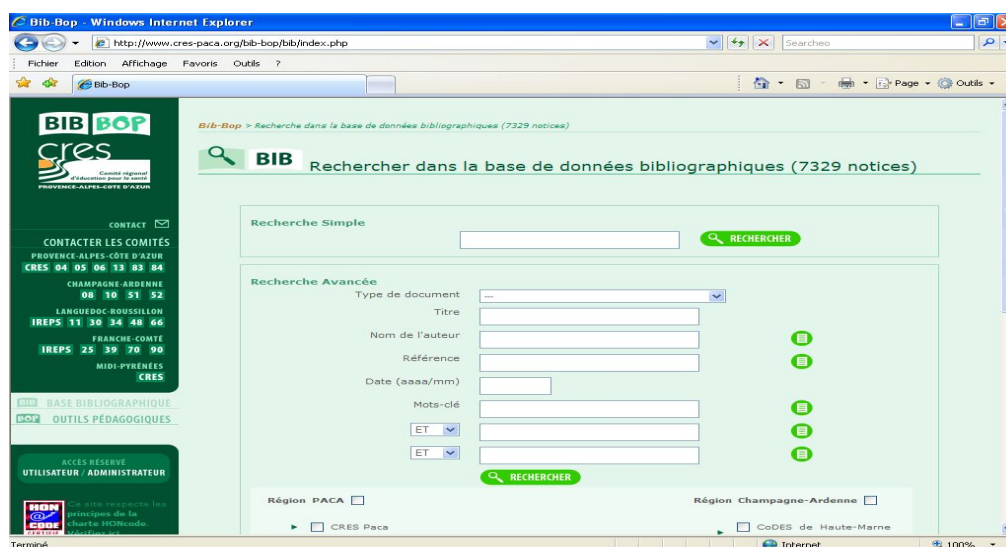 Bib-Bop - Windows Internet Explorer
http://www.cres-paca.org/bib-bop/bib/index.php
Searcheo
Fichier Edition Affichage Favoris Outils ?
Bib-Bop
Page
Outils
BIB BOP
cres
Comité régional
d'éducation pour la santé
PROVENCE-ALPES-COTE D'AZUR
CONTACT
CONTACTER LES COMITÉS
PROVENCE-ALPES-CÔTE D'AZUR
CRES 04 05 06 13 83 84
CHAMPAGNE-ARDENNE
08 10 51 52
LANGUEDOC-ROUSSILLON
IREPS 11 30 34 48 66
FRANCHE-COMTÉ
IREPS 25 39 70 90
MIDI-PYRÉNÉES
CRES
BIB BASE BIBLIOGRAPHIQUE
BOP OUTILS PÉDAGOGIQUES
ACCÈS RÉSERVÉ
UTILISATEUR / ADMINISTRATEUR
HON
@
CODE
CERTIFIÉ
Ce site respecte les
principes de la
charte HONcode.
Vérifiez ici
Bib-Bop > Recherche dans la base de données bibliographiques (7329 notices)
BIB Rechercher dans la base de données bibliographiques (7329 notices)
Recherche Simple
RECHERCHER
Recherche Avancée
Type de document ---
Titre
Nom de l'auteur
Référence
Date (aaaa/mm)
Mots-clé
ET
ET
RECHERCHER
Région PACA
Région Champagne-Ardenne
CRES Paca
CoDES de Haute-Marne
Terminé
Internet
100%